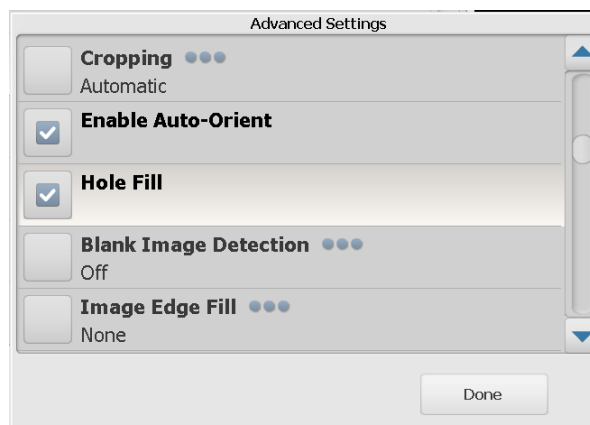 Advanced Settings
Cropping
Automatic
Enable Auto-Orient
Hole Fill
Blank Image Detection
Off
Image Edge Fill
None
Done